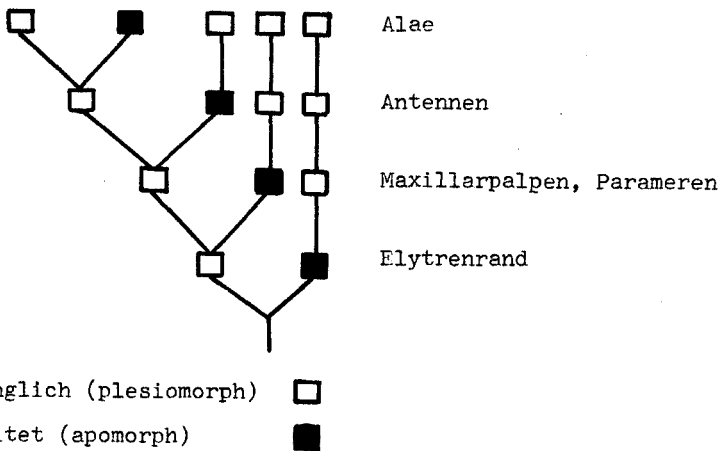 Alae
Antennen
Maxillarpalpen, Parameren
Elytrenrand
nglich (plesiomorph)
itet (apomorph)